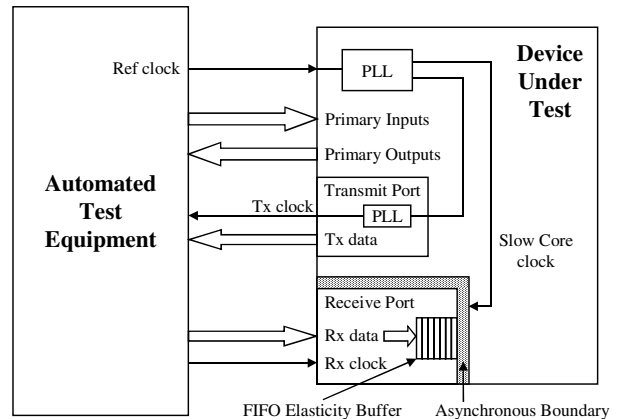 Ref clock
PLL
Device
Under
Test
Primary Inputs
Primary Outputs
Automated
Test
Equipment
Transmit Port
Tx clock
PLL
Tx data
Slow Core
clock
Receive Port
Rx data
Rx clock
FIFO Elasticity Buffer
Asynchronous Boundary